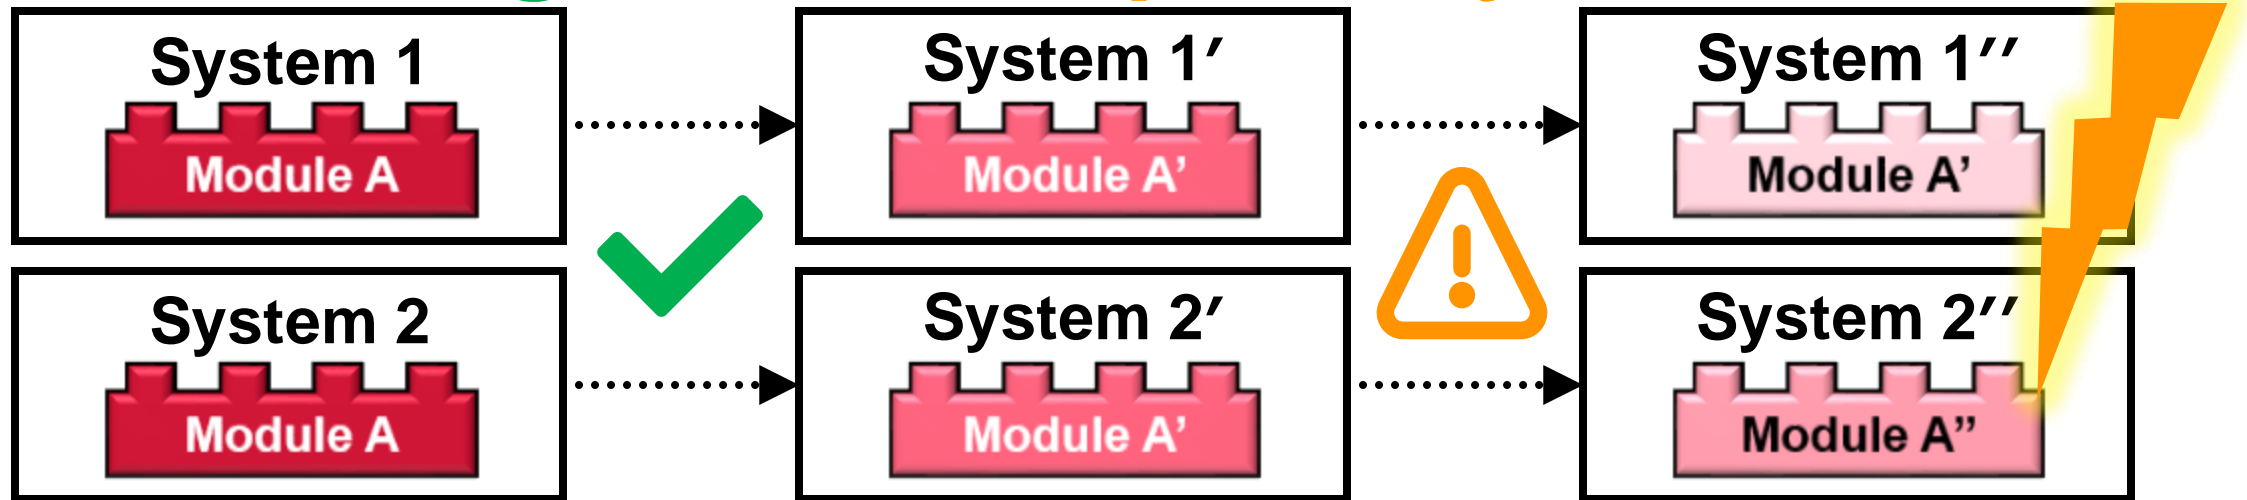 System 1
Module A
System 1′
Module A’
System 1′′
Module A’
System 2
Module A
System 2′
Module A’
System 2′′
Module A”